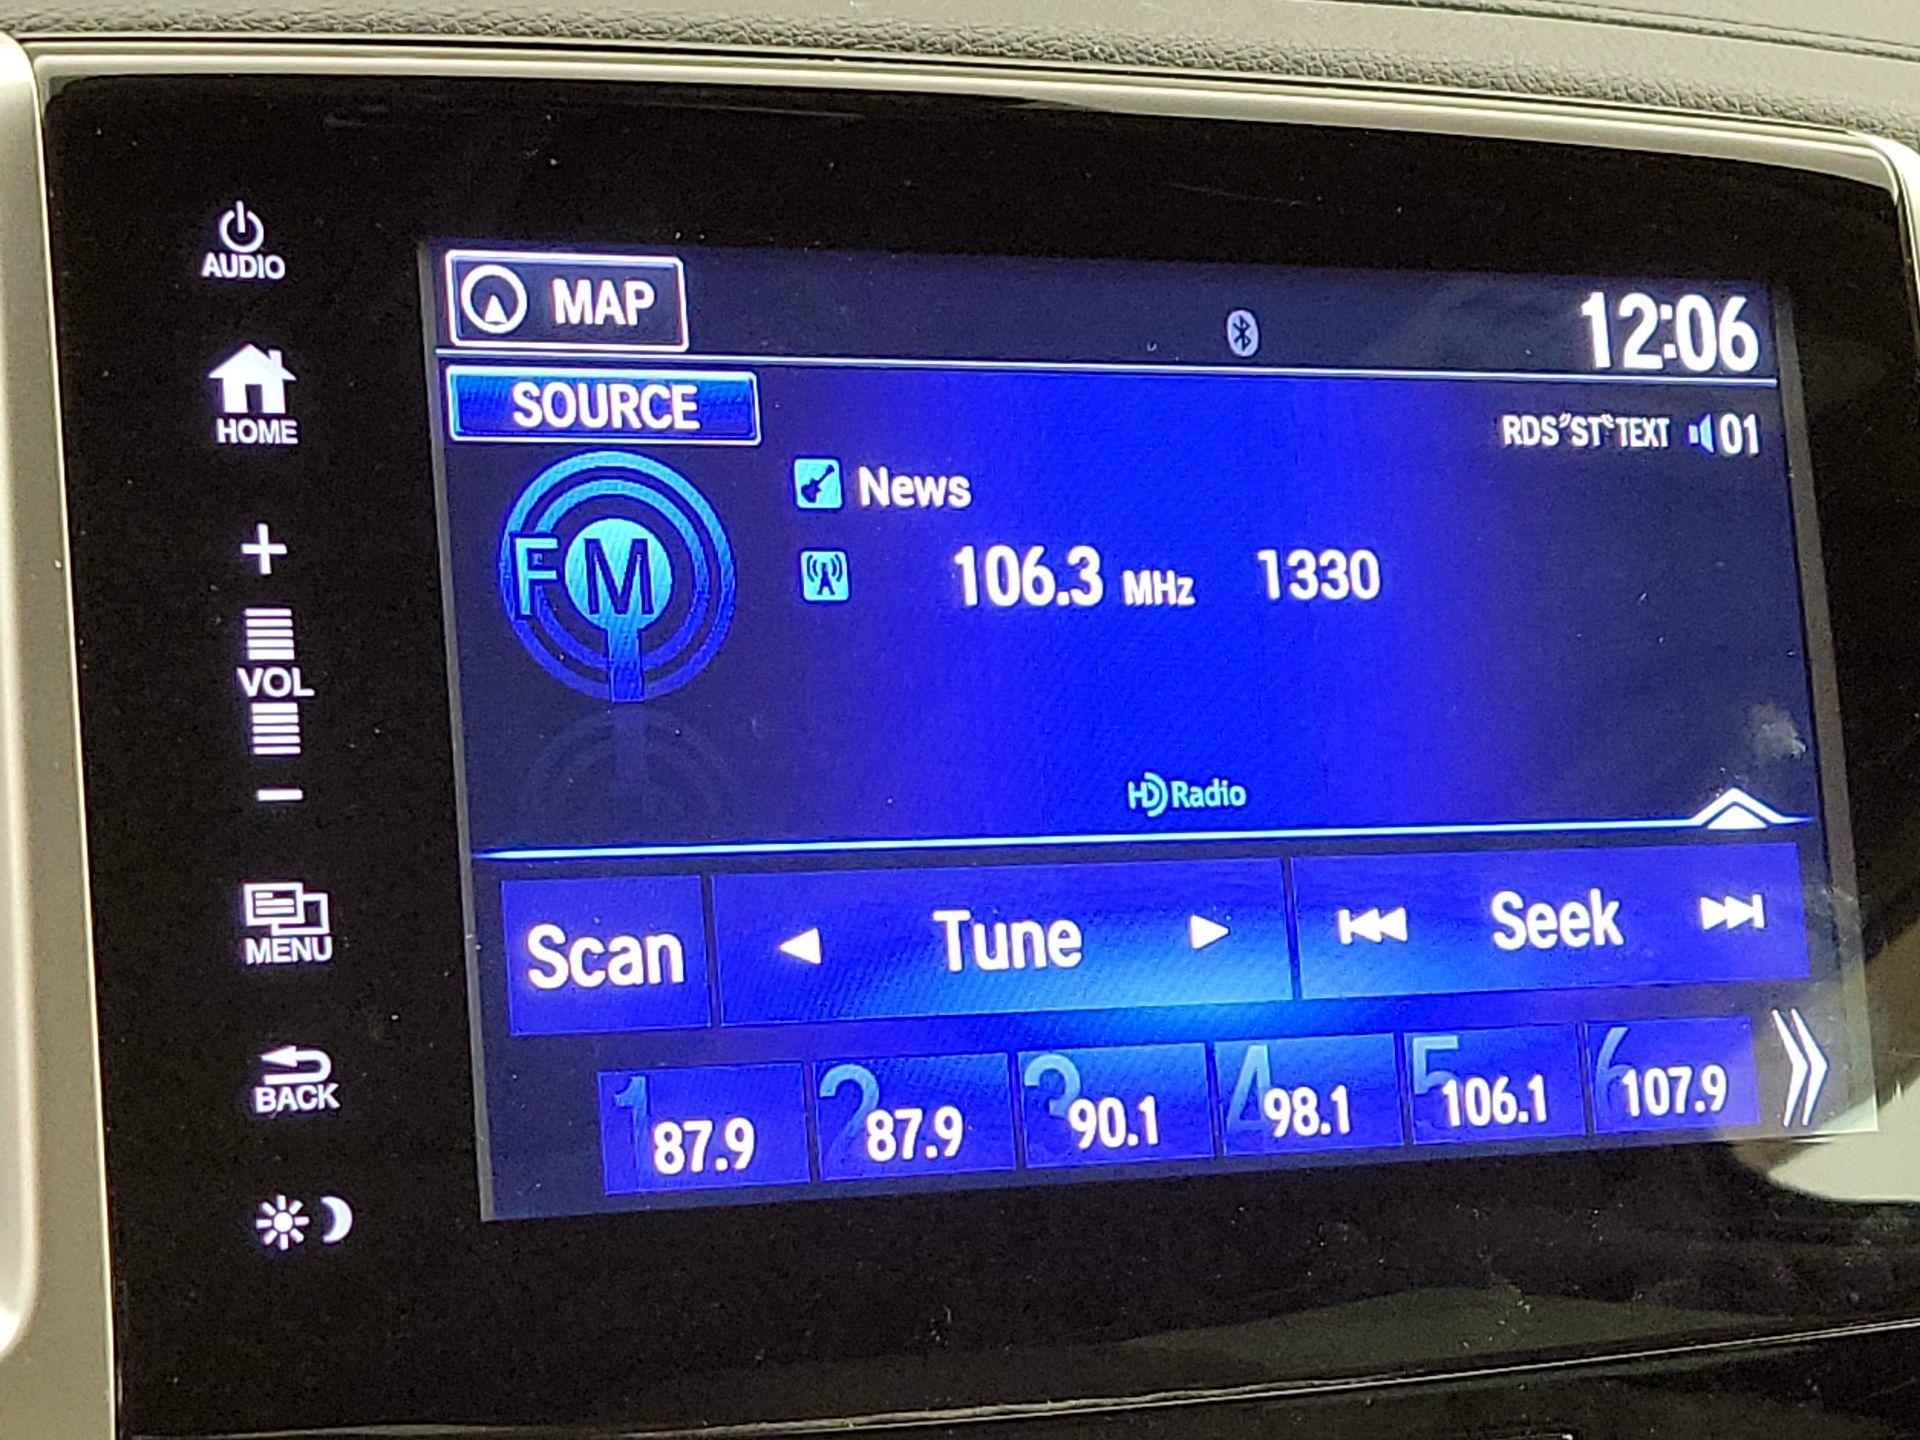 AUDIO
HOME
VOL
MENU
BACK
MAP
12:06
SOURCE
RDS ST TEXT 01
FM
News
106.3 MHz 1330
HD Radio
Scan
Tune
Seek
1 87.9
2 87.9
3 90.1
4 98.1
5 106.1
6 107.9